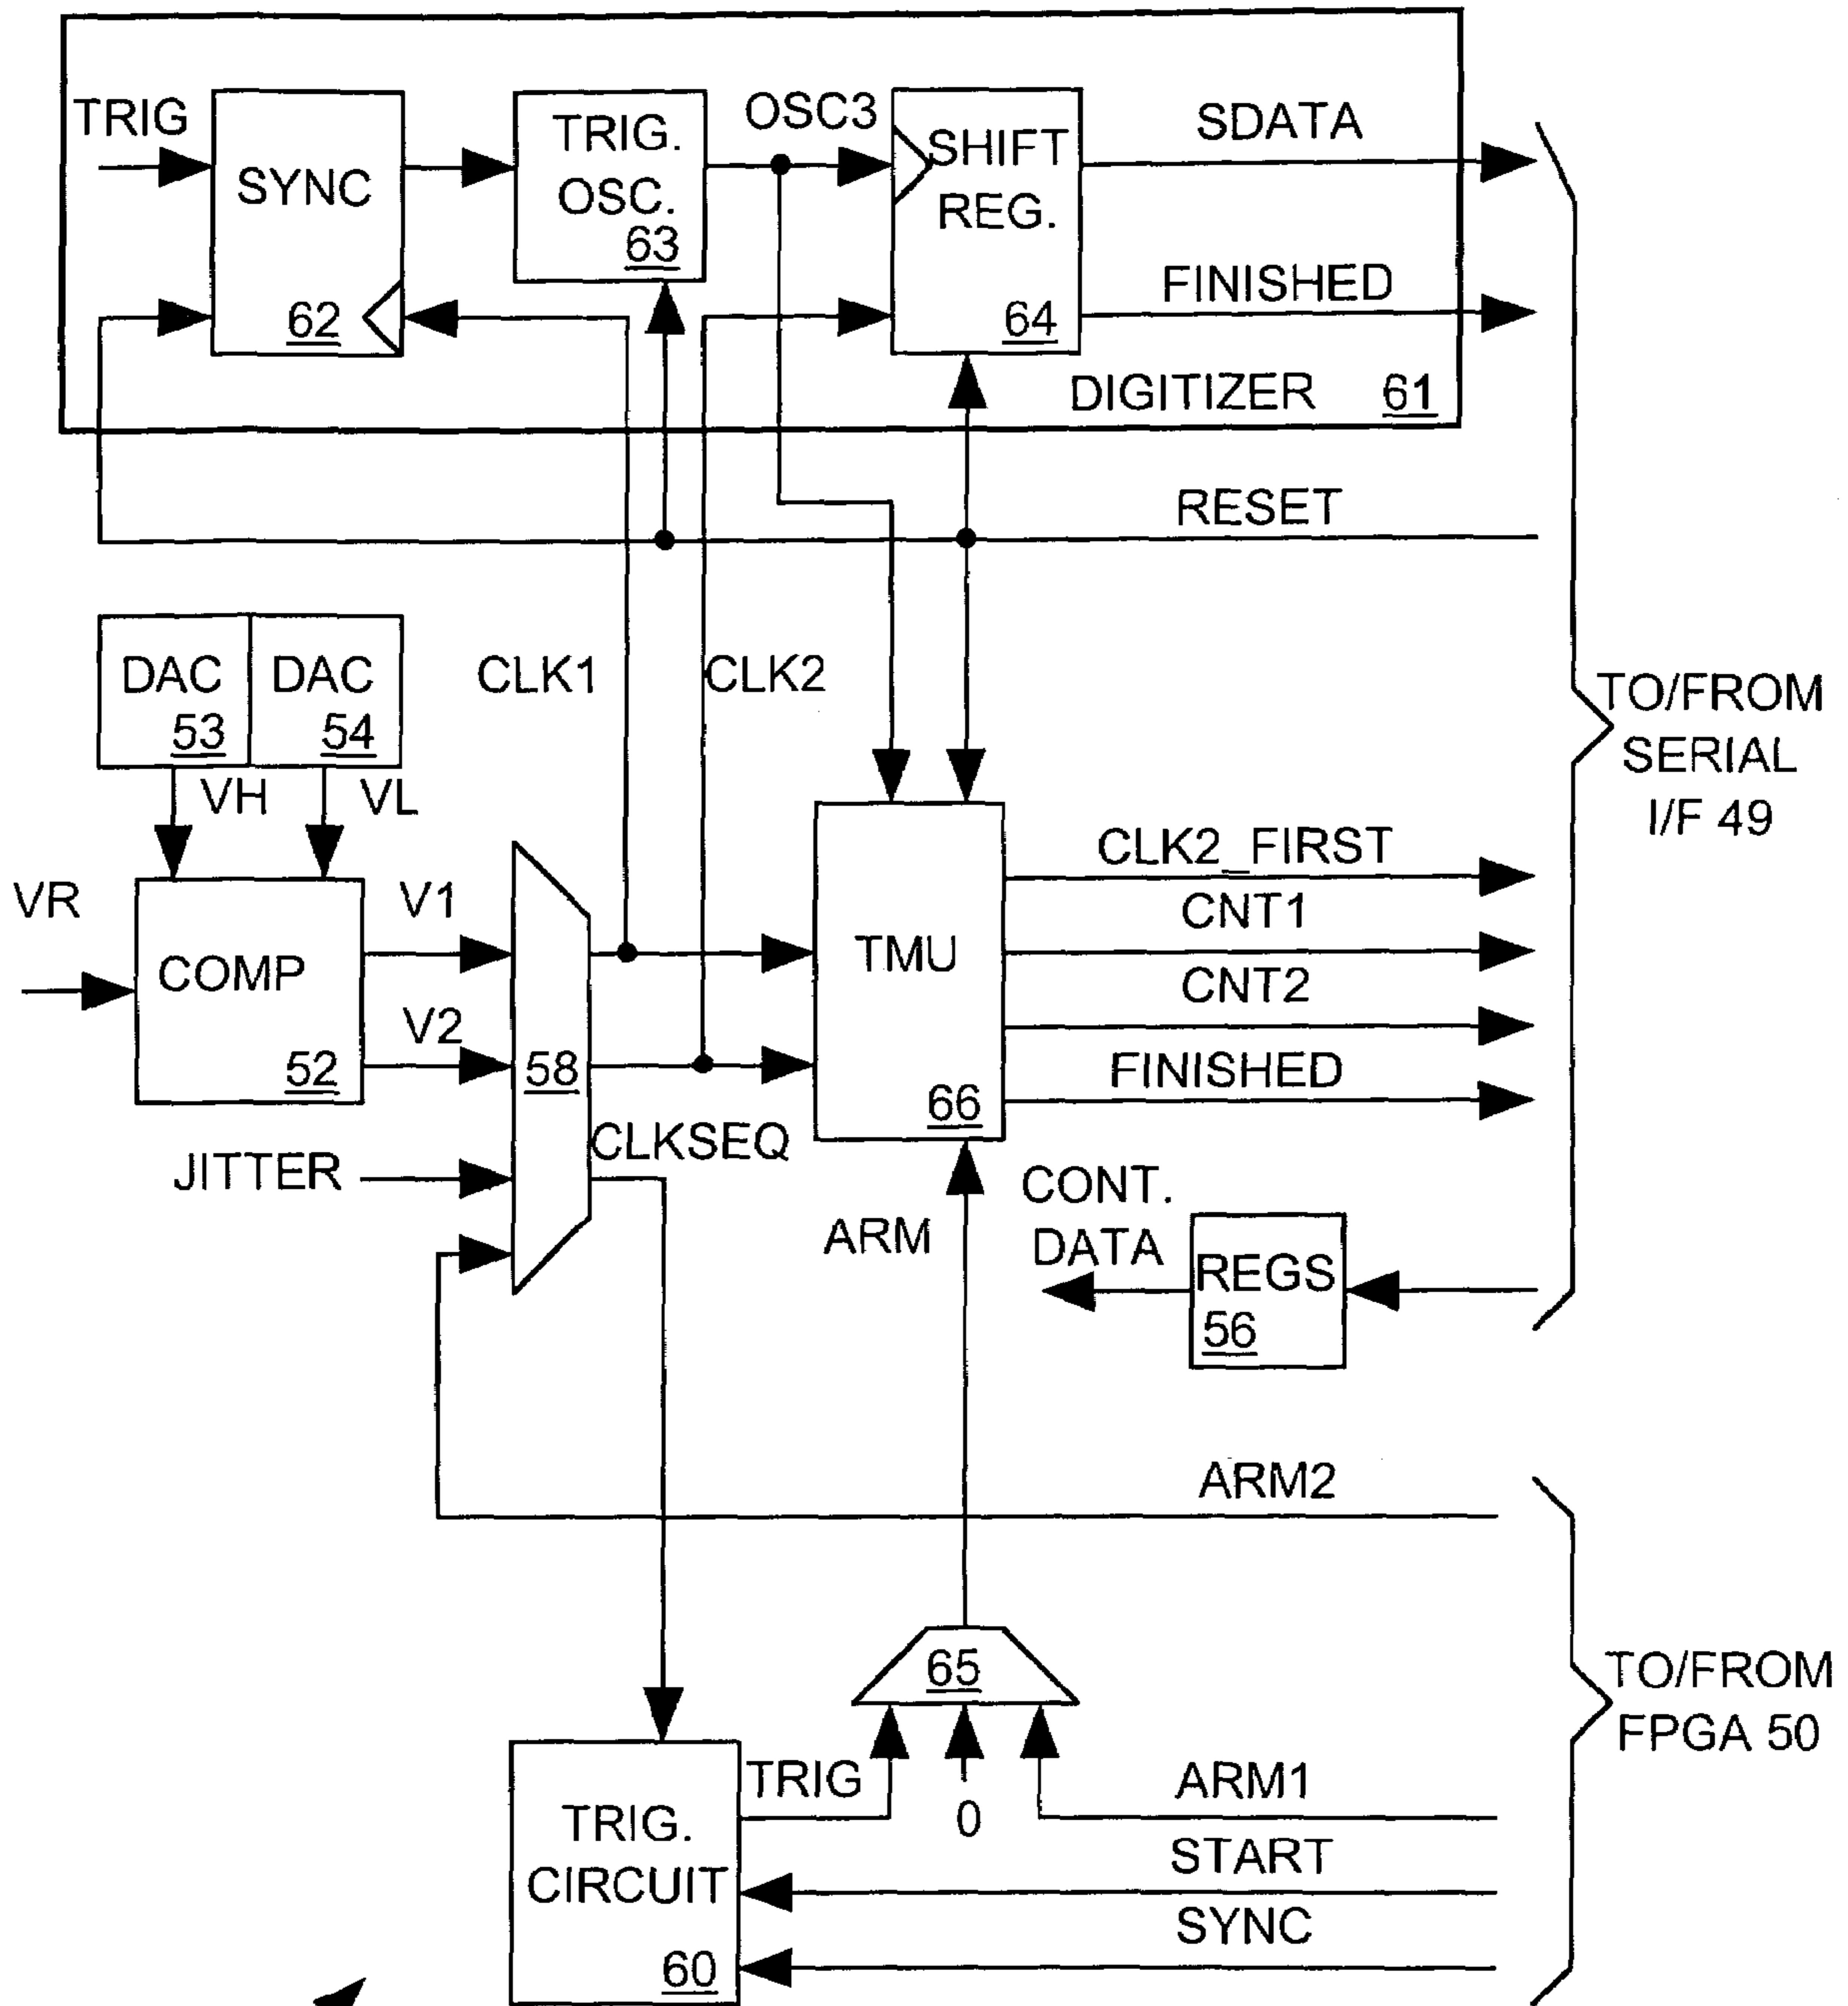 TRIG
SYNC
62
TRIG.
OSC.
63
OSC3
SHIFT
REG.
64
SDATA
FINISHED
DIGITIZER 61
RESET
DAC
53
DAC
54
CLK1
CLK2
TO/FROM
SERIAL
I/F 49
VH
VL
VR
COMP
52
V1
V2
58
TMU
66
CLK2_FIRST
CNT1
CNT2
FINISHED
JITTER
CLKSEQ
ARM
CONT.
DATA
REGS
56
ARM2
65
TO/FROM
FPGA 50
TRIG.
CIRCUIT
60
TRIG
0
ARM1
START
SYNC